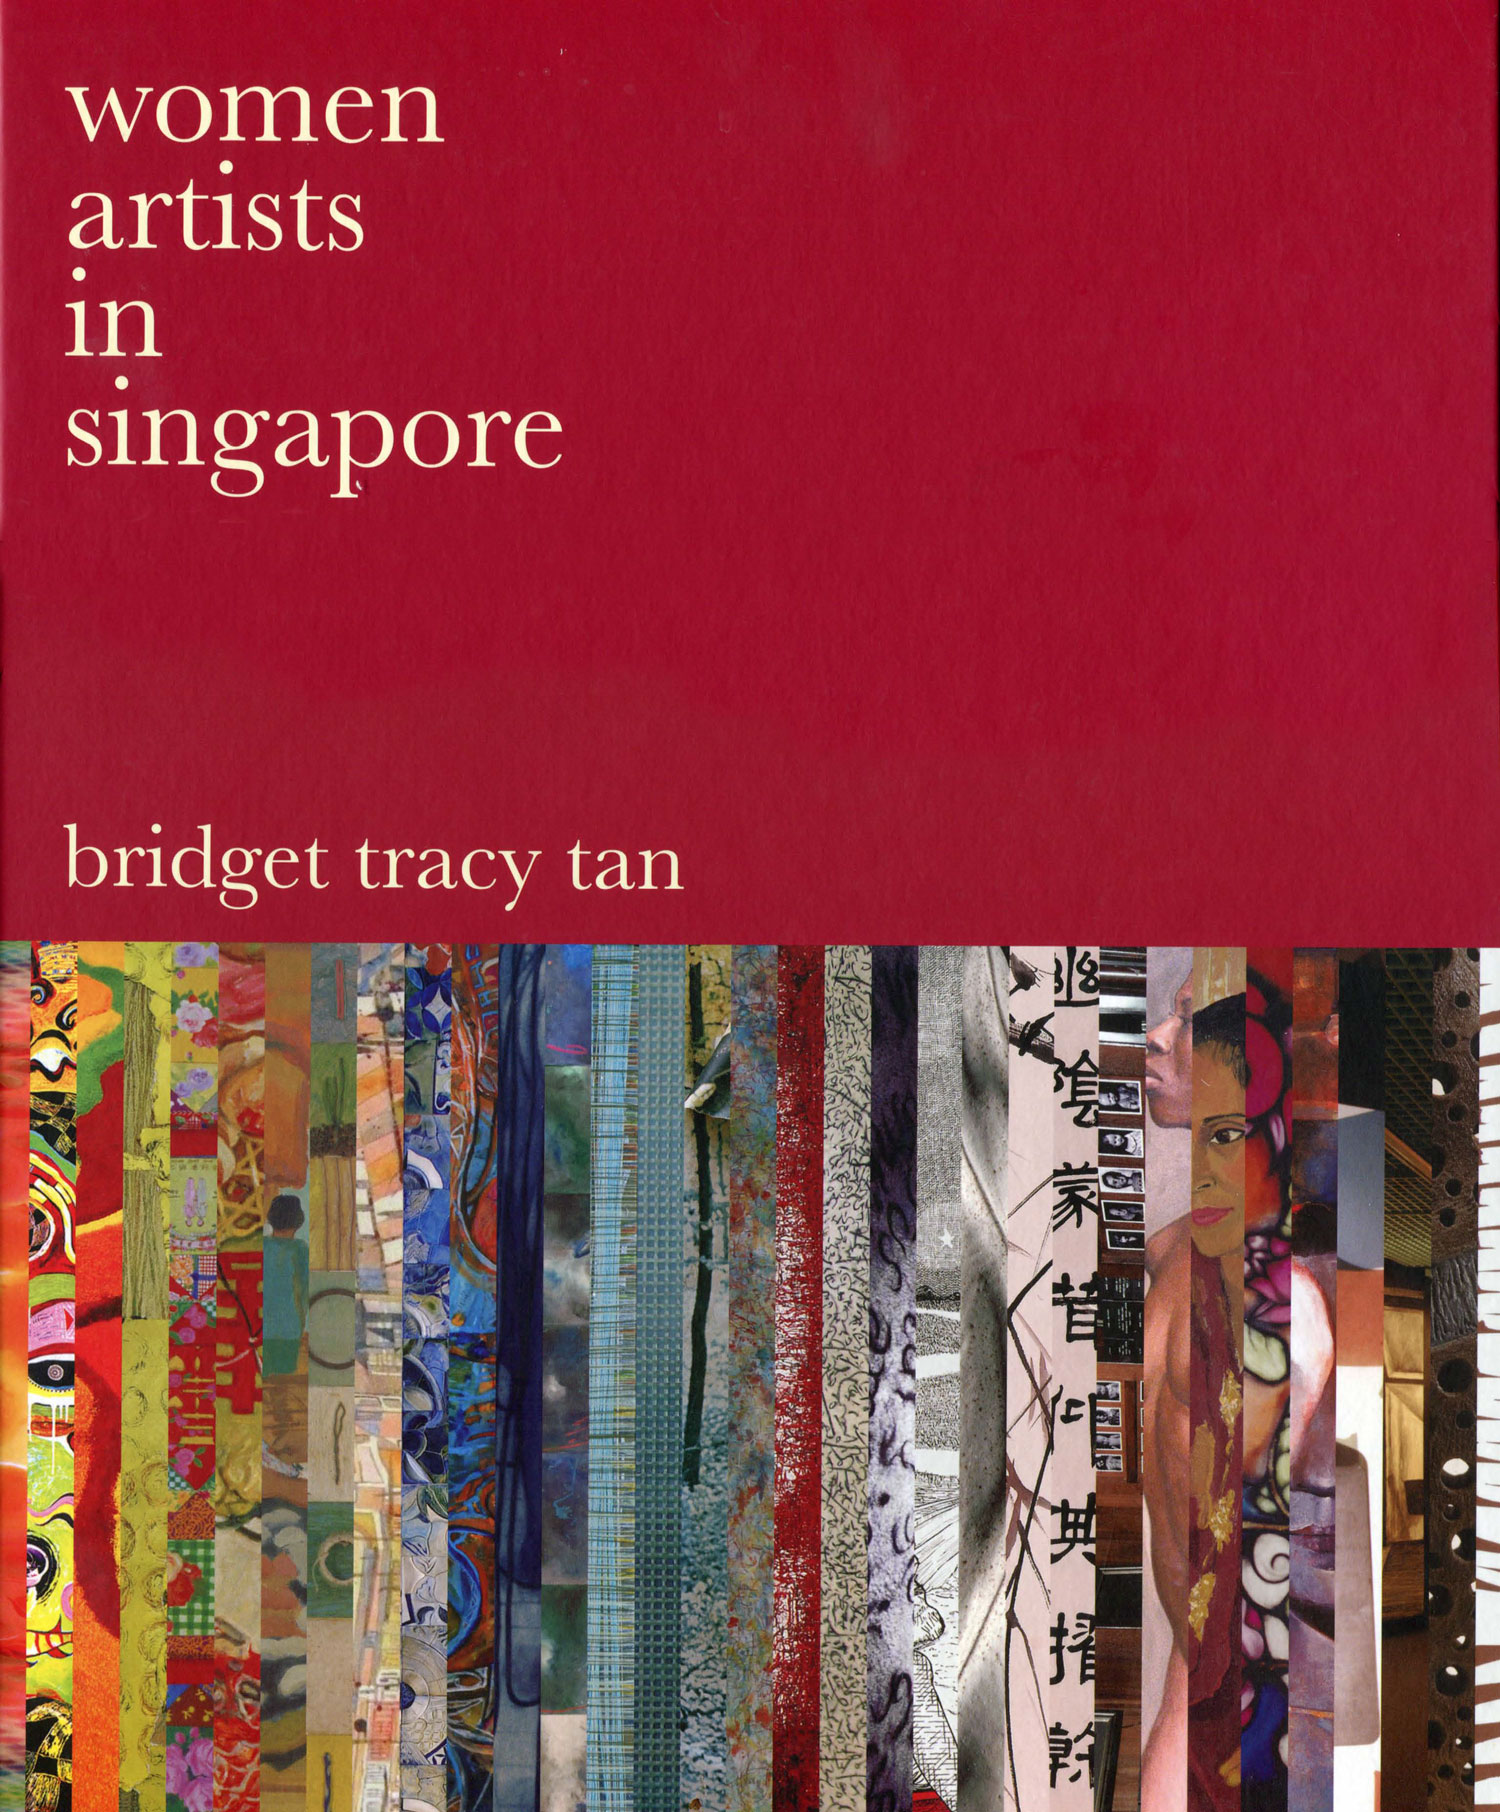 women
artists
in
singapore
bridget tracy tan